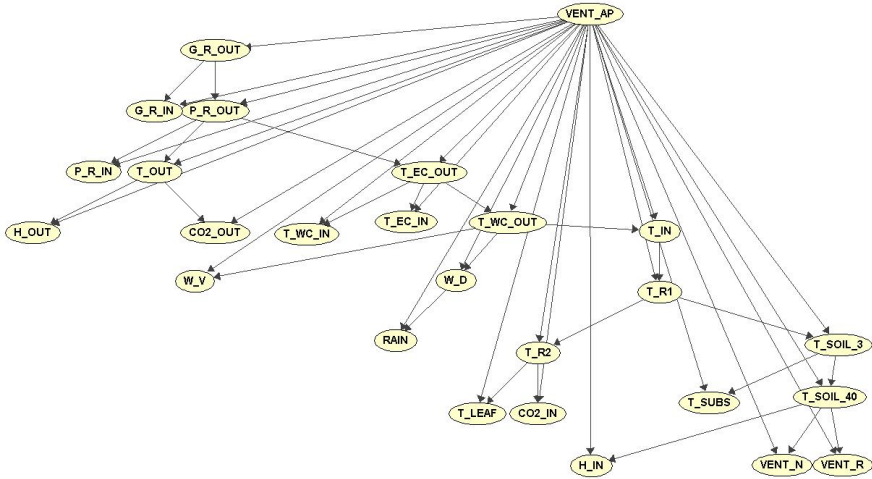 VENT_AP
G_R_OUT
G_R_IN
P_R_OUT
P_R_IN
T_OUT
T_EC_OUT
H_OUT
CO2_OUT
T_WC_IN
T_EC_IN
T_WC_OUT
T_IN
W_V
W_D
T_R1
RAIN
T_R2
T_SOIL_3
T_LEAF
CO2_IN
T_SUBS
T_SOIL_40
H_IN
VENT_N
VENT_R